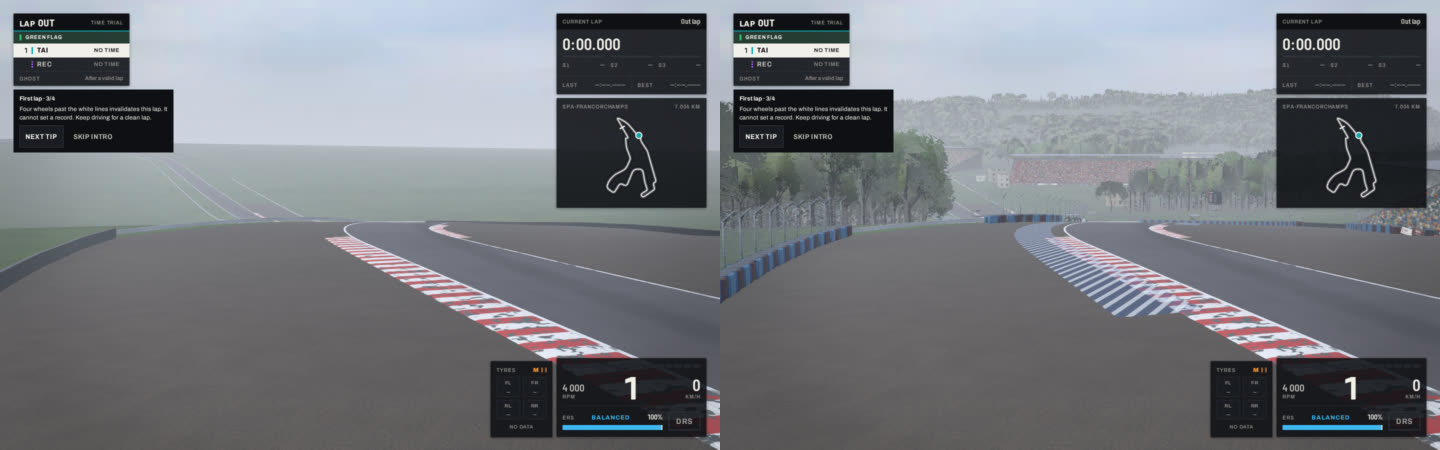 LAP OUT TIME TRIAL
GREEN FLAG
1 TAI NO TIME
REC NO TIME
GHOST After a valid lap
First lap · 3/4
Four wheels past the white lines invalidates this lap. It
cannot set a record. Keep driving for a clean lap.
NEXT TIP SKIP INTRO
CURRENT LAP Out lap
0:00.000
S1 – S2 – S3 –
LAST –:––.––– BEST –:––.–––
SPA-FRANCORCHAMPS 7.004 KM
TYRES M
FL FR
– –
RL RR
– –
NO DATA
4 000 1 0
RPM KM/H
ERS BALANCED 100% DRS
LAP OUT TIME TRIAL
GREEN FLAG
1 TAI NO TIME
REC NO TIME
GHOST After a valid lap
First lap · 3/4
Four wheels past the white lines invalidates this lap. It
cannot set a record. Keep driving for a clean lap.
NEXT TIP SKIP INTRO
CURRENT LAP Out lap
0:00.000
S1 – S2 – S3 –
LAST –:––.––– BEST –:––.–––
SPA-FRANCORCHAMPS 7.004 KM
TYRES M
FL FR
– –
RL RR
– –
NO DATA
4 000 1 0
RPM KM/H
ERS BALANCED 100% DRS